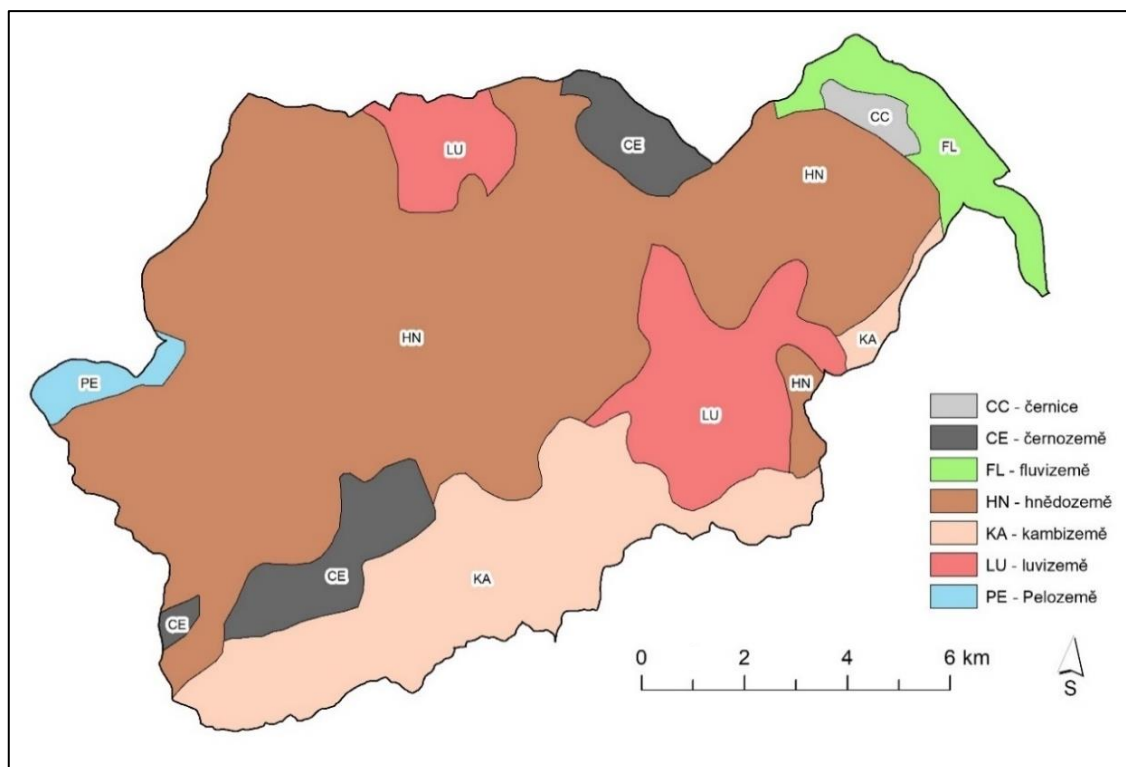 CC
LU
CE
FL
HN
HN
KA
PE
HN
LU
CE
KA
CE
CC - černice
CE - černozemě
FL - fluvizemě
HN - hnědozemě
KA - kambizemě
LU - luvizemě
PE - Pelozemě
0 2 4 6 km
S